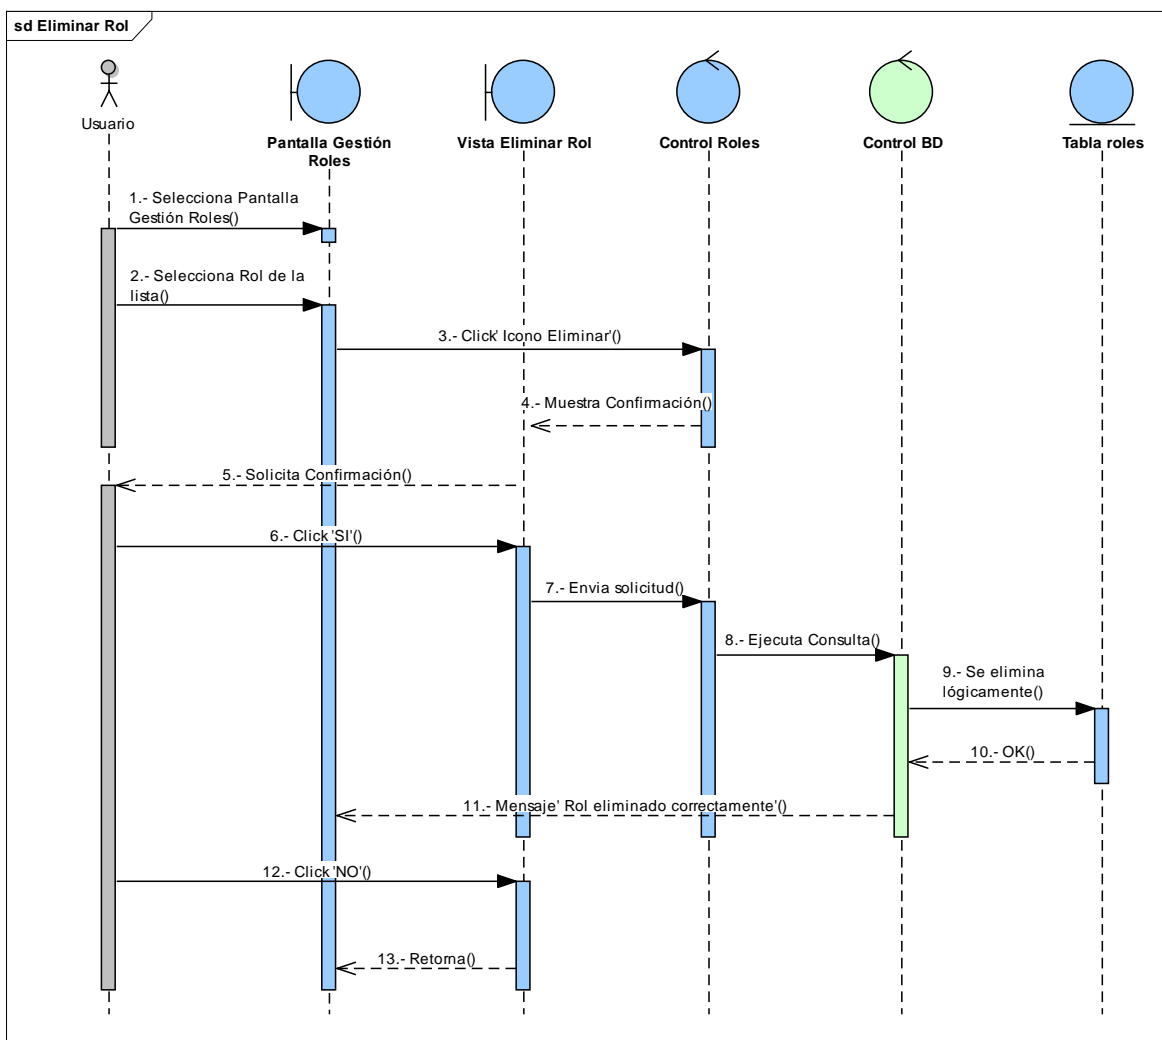 sd Eliminar Rol
Usuario
Pantalla Gestión
Roles
Vista Eliminar Rol
Control Roles
Control BD
Tabla roles
1.- Selecciona Pantalla
Gestión Roles()
2.- Selecciona Rol de la
lista()
3.- Click' Icono Eliminar'()
4.- Muestra Confirmación()
5.- Solicita Confirmación()
6.- Click 'SI'()
7.- Envia solicitud()
8.- Ejecuta Consulta()
9.- Se elimina
lógicamente()
10.- OK()
11.- Mensaje' Rol eliminado correctamente'()
12.- Click 'NO'()
13.- Retorna()